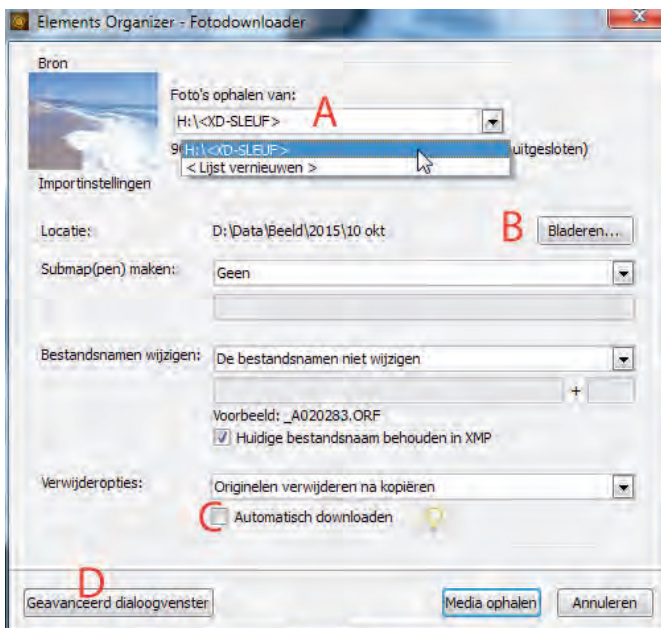 Elements Organizer - Fotodownloader
X
Bron
Foto's ophalen van:
H:\<XD-SLEUF> A
H:\<XD-SLEUF>
uitgesloten)
< Lijst vernieuwen >
Importinstellingen
Locatie: D:\Data\Beeld\2015\10 okt B Bladeren...
Submap(pen) maken: Geen
Bestandsnamen wijzigen: De bestandsnamen niet wijzigen
+
Voorbeeld: _A020283.ORF
Huidige bestandsnaam behouden in XMP
Verwijderopties: Originelen verwijderen na kopiëren
C Automatisch downloaden
D
Geavanceerd dialoogvenster Media ophalen Annuleren